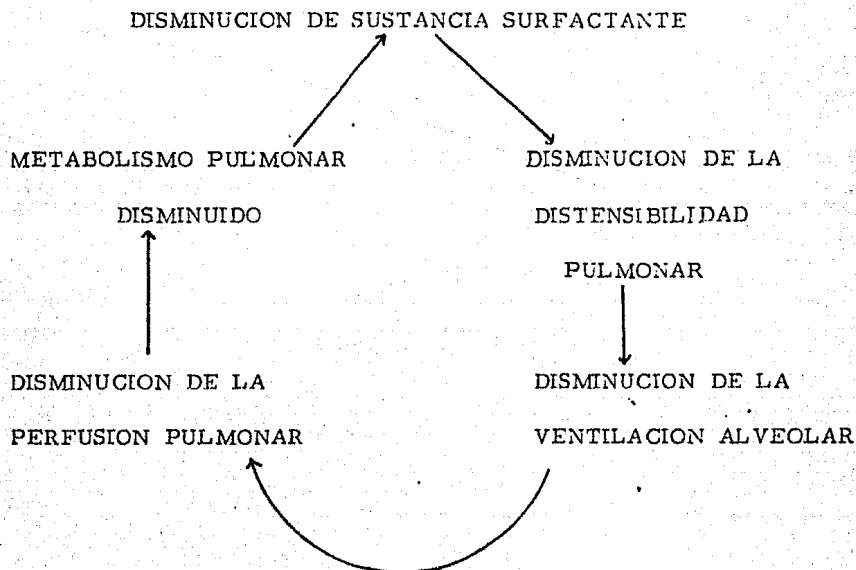 DISMINUCION DE SUSTANCIA SURFACTANTE
METABOLISMO PULMONAR
DISMINUIDO
DISMINUCION DE LA
DISTENSIBILIDAD
PULMONAR
DISMINUCION DE LA
PERFUSION PULMONAR
DISMINUCION DE LA
VENTILACION ALVEOLAR